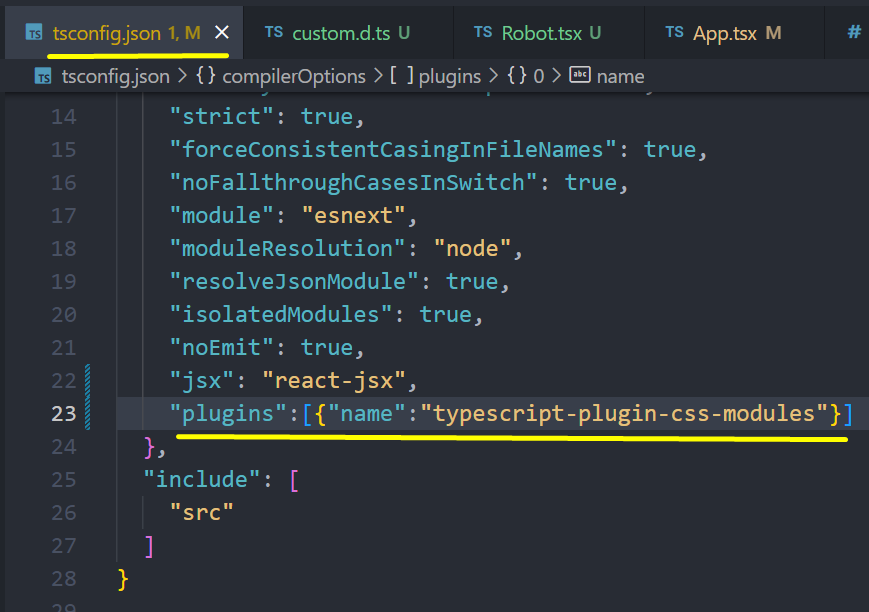 TS tsconfig.json 1, M × TS custom.d.ts U TS Robot.tsx U TS App.tsx M #
TS tsconfig.json > {} compilerOptions > [ ] plugins > {} 0 > abc name
14 "strict": true,
15 "forceConsistentCasingInFileNames": true,
16 "noFallthroughCasesInSwitch": true,
17 "module": "esnext",
18 "moduleResolution": "node",
19 "resolveJsonModule": true,
20 "isolatedModules": true,
21 "noEmit": true,
22 "jsx": "react-jsx",
23 "plugins":[{"name":"typescript-plugin-css-modules"}]
24 },
25 "include": [
26 "src"
27 ]
28 }
29